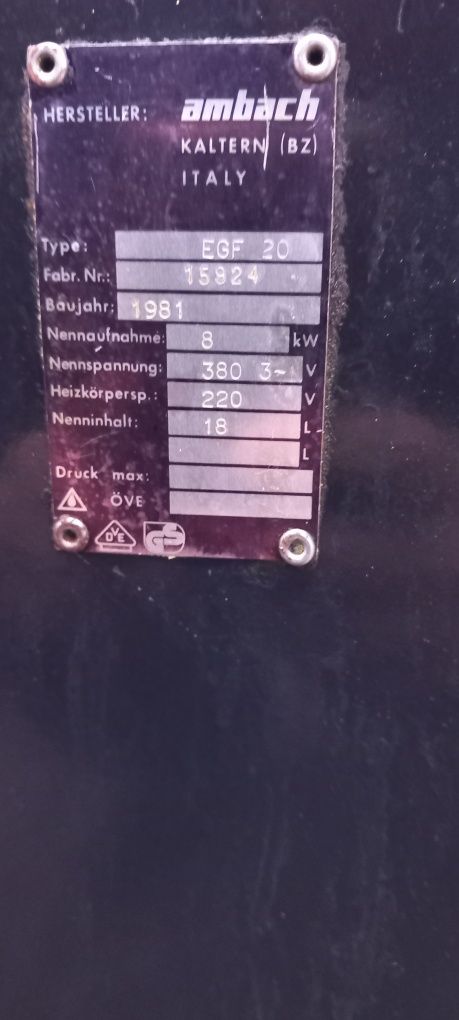 HERSTELLER: ambach
KALTERN (BZ)
ITALY
Type: EGF 20
Fabr. Nr.: 15924
Baujahr: 1981
Nennaufnahme: 8 kW
Nennspannung: 380 3~ V
Heizkörpersp.: 220 V
Nenninhalt: 18 L
L
Druck max:
ÖVE
DVE GS